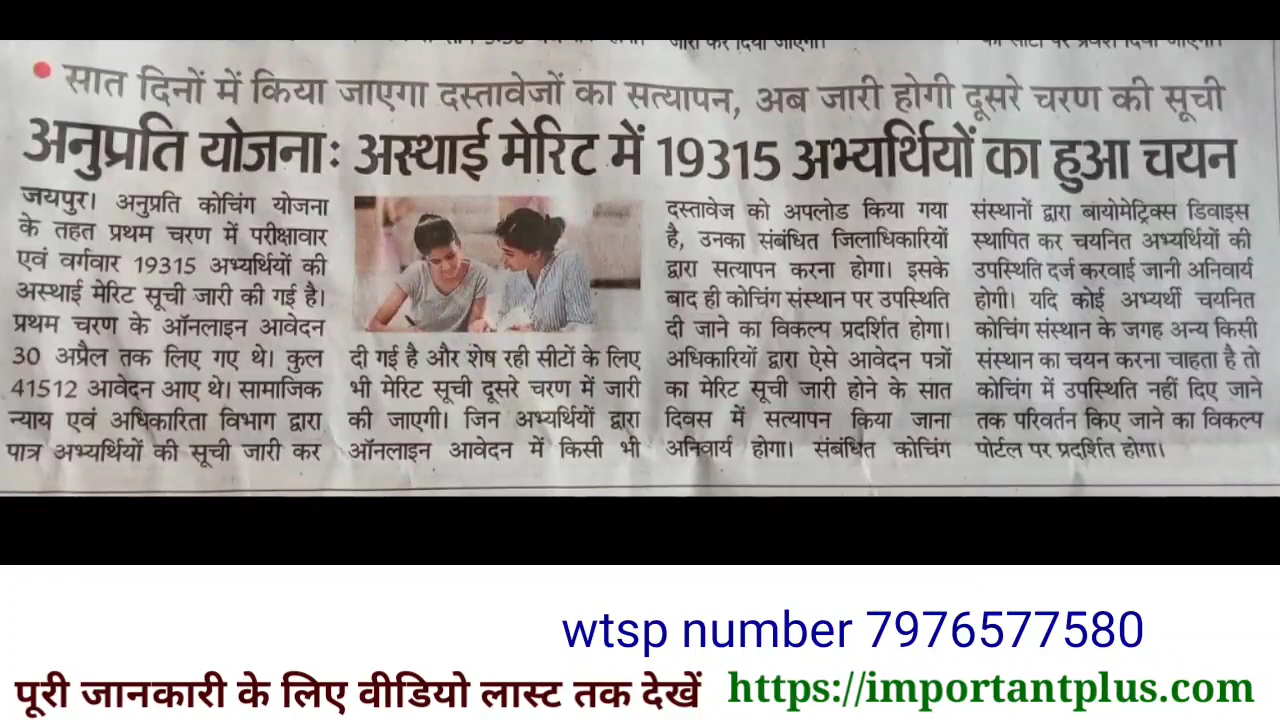 जारी कर दिया जाएगा।
सात दिनों में किया जाएगा दस्तावेजों का सत्यापन, अब जारी होगी दूसरे चरण की सूची
अनुप्रति योजना: अस्थाई मेरिट में 19315 अभ्यर्थियों का हुआ चयन
जयपुर। अनुप्रति कोचिंग योजना
के तहत प्रथम चरण में परीक्षावार
एवं वर्गवार 19315 अभ्यर्थियों की
अस्थाई मेरिट सूची जारी की गई है।
प्रथम चरण के ऑनलाइन आवेदन
30 अप्रैल तक लिए गए थे। कुल
41512 आवेदन आए थे। सामाजिक
न्याय एवं अधिकारिता विभाग द्वारा
पात्र अभ्यर्थियों की सूची जारी कर
दी गई है और शेष रही सीटों के लिए
भी मेरिट सूची दूसरे चरण में जारी
की जाएगी। जिन अभ्यर्थियों द्वारा
ऑनलाइन आवेदन में किसी भी
दस्तावेज को अपलोड किया गया
है, उनका संबंधित जिलाधिकारियों
द्वारा सत्यापन करना होगा। इसके
बाद ही कोचिंग संस्थान पर उपस्थिति
दी जाने का विकल्प प्रदर्शित होगा।
अधिकारियों द्वारा ऐसे आवेदन पत्रों
का मेरिट सूची जारी होने के सात
दिवस में सत्यापन किया जाना
अनिवार्य होगा। संबंधित कोचिंग
संस्थानों द्वारा बायोमेट्रिक्स डिवाइस
स्थापित कर चयनित अभ्यर्थियों की
उपस्थिति दर्ज करवाई जानी अनिवार्य
होगी। यदि कोई अभ्यर्थी चयनित
कोचिंग संस्थान के जगह अन्य किसी
संस्थान का चयन करना चाहता है तो
कोचिंग में उपस्थिति नहीं दिए जाने
तक परिवर्तन किए जाने का विकल्प
पोर्टल पर प्रदर्शित होगा।
wtsp number 7976577580
पूरी जानकारी के लिए वीडियो लास्ट तक देखें https://importantplus.com